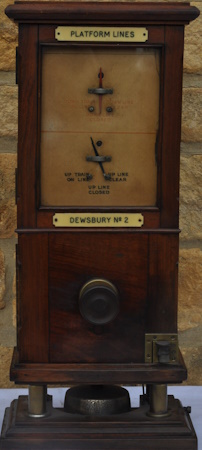 PLATFORM LINES
UP TRAIN ON LINE
UP LINE CLEAR
UP LINE CLOSED
DEWSBURY Nº 2